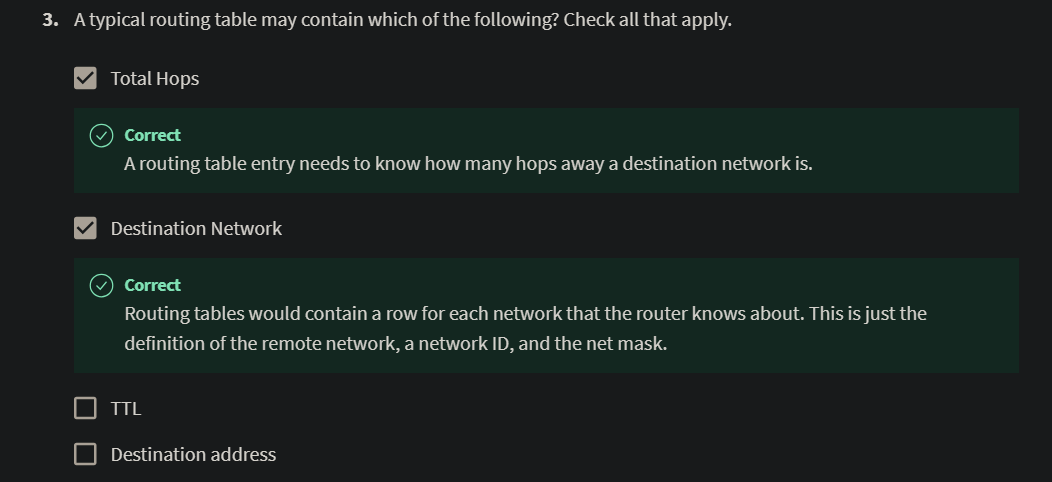 3. A typical routing table may contain which of the following? Check all that apply.
Total Hops
Correct
A routing table entry needs to know how many hops away a destination network is.
Destination Network
Correct
Routing tables would contain a row for each network that the router knows about. This is just the
definition of the remote network, a network ID, and the net mask.
TTL
Destination address